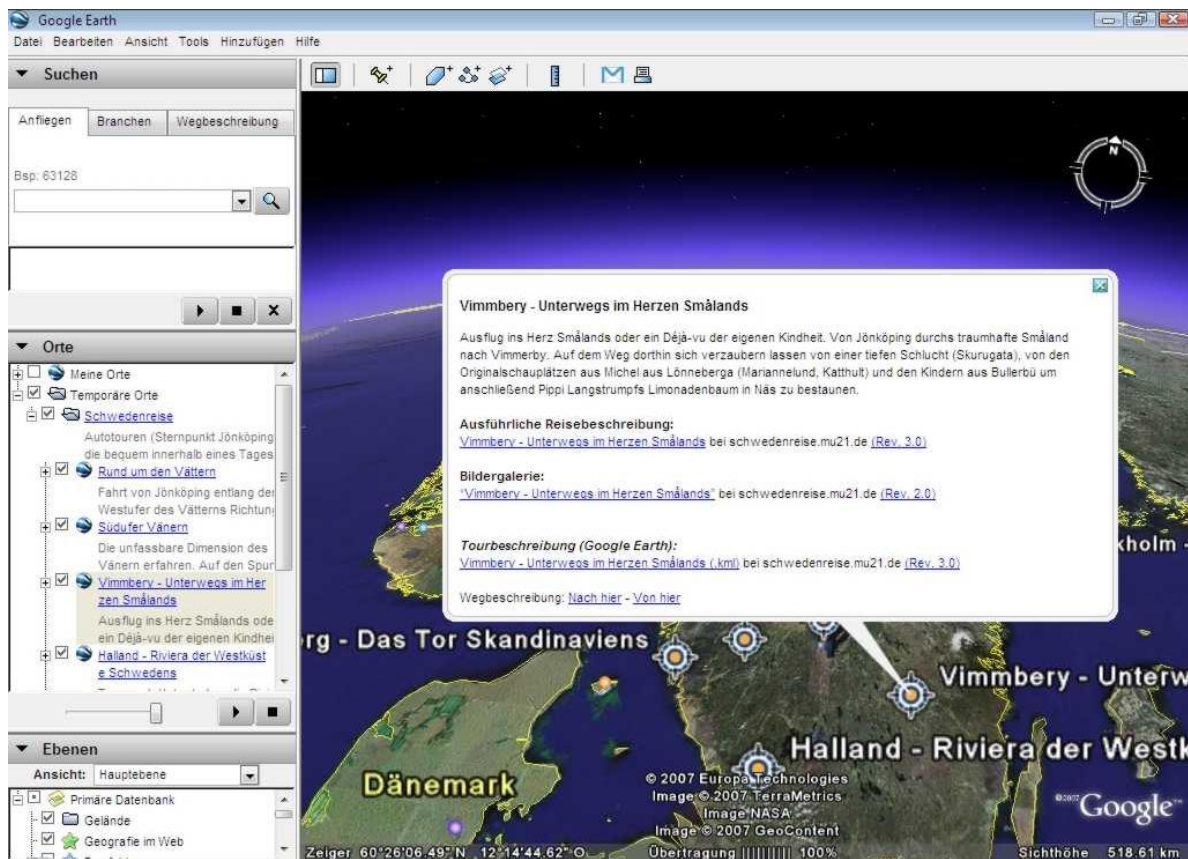 Google Earth
Datei Bearbeiten Ansicht Tools Hinzufügen Hilfe
Suchen
Anfliegen Branchen Wegbeschreibung
Bsp: 63128
Orte
Meine Orte
Temporäre Orte
Schwedenreise
Autotouren (Sternpunkt Jönköping
die bequem innerhalb eines Tages
Rund um den Vättern
Fahrt von Jönköping entlang der
Westufer des Vätterns Richtun
Südufer Vänern
Die unfassbare Dimension des
Vänern erfahren. Auf den Spur
Vimmbery - Unterwegs im Her
zen Smålands
Ausflug ins Herz Smålands ode
ein Déjà-vu der eigenen Kindhei
Halland - Riviera der Westküst
e Schwedens
Ebenen
Ansicht: Hauptebene
Primäre Datenbank
Gelände
Geografie im Web
N
Vimmbery - Unterwegs im Herzen Smålands
Ausflug ins Herz Smålands oder ein Déjà-vu der eigenen Kindheit. Von Jönköping durchs traumhafte Småland
nach Vimmerby. Auf dem Weg dorthin sich verzaubern lassen von einer tiefen Schlucht (Skurugata), von den
Originalschauplätzen aus Michel aus Lönneberga (Mariannelund, Katthult) und den Kindern aus Bullerbü um
anschließend Pippi Langstrumpfs Limonadenbaum in Näs zu bestaunen.
Ausführliche Reisebeschreibung:
Vimmbery - Unterwegs im Herzen Smålands bei schwedenreise.mu21.de (Rev. 3.0)
Bildergalerie:
"Vimmbery - Unterwegs im Herzen Smålands" bei schwedenreise.mu21.de (Rev. 2.0)
Tourbeschreibung (Google Earth):
Vimmbery - Unterwegs im Herzen Smålands (.kml) bei schwedenreise.mu21.de (Rev. 3.0)
Wegbeschreibung: Nach hier - Von hier
kholm -
rg - Das Tor Skandinaviens
Vimmbery - Unterw
Halland - Riviera der Westk
Dänemark
© 2007 Europa Technologies
Image © 2007 TerraMetrics
Image NASA
Image © 2007 GeoContent
©2007 Google™
Zeiger 60°26'06.49" N 12°14'44.62" O Übertragung |||||||||| 100% Sichthöhe 518.61 km